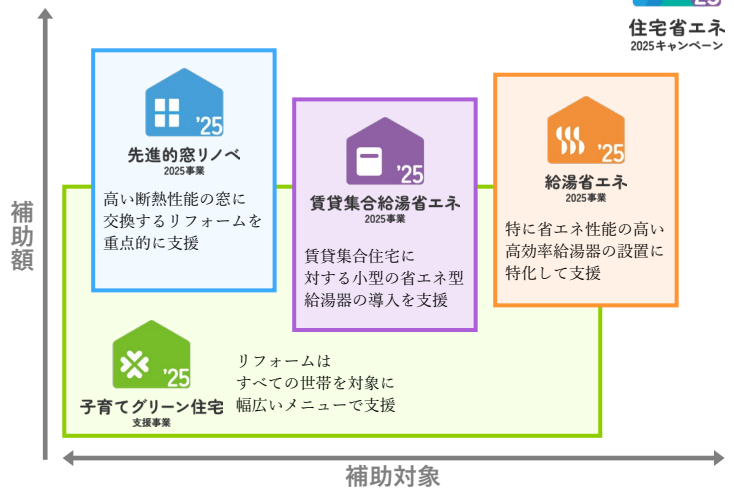 '25
住宅省エネ
2025キャンペーン
補助額
'25
先進的窓リノベ
2025事業
高い断熱性能の窓に
交換するリフォームを
重点的に支援
'25
賃貸集合給湯省エネ
2025事業
賃貸集合住宅に
対する小型の省エネ型
給湯器の導入を支援
'25
給湯省エネ
2025事業
特に省エネ性能の高い
高効率給湯器の設置に
特化して支援
'25
子育てグリーン住宅
支援事業
リフォームは
すべての世帯を対象に
幅広いメニューで支援
補助対象